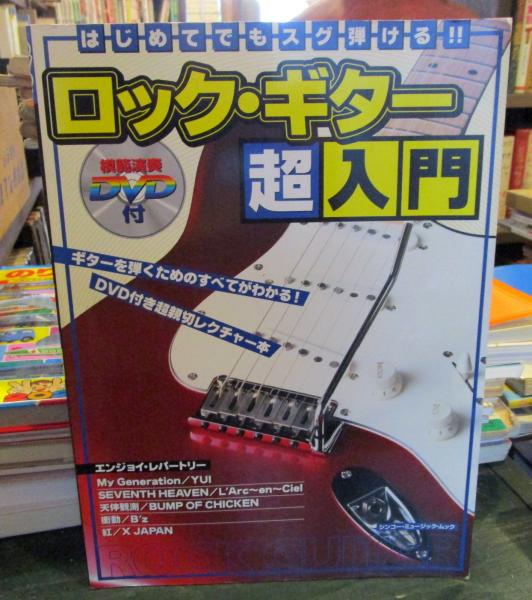 はじめてでもスグ弾ける!!
ロック・ギター
超入門
模範演奏
DVD
付
ギターを弾くためのすべてがわかる！
DVD付き超親切レクチャー本
エンジョイ・レパートリー
My Generation/YUI
SEVENTH HEAVEN/L'Arc～en～Ciel
天体観測/BUMP OF CHICKEN
衝動/B'z
紅/X JAPAN
シンコー・ミュージック・ムック
ROCK GUITAR